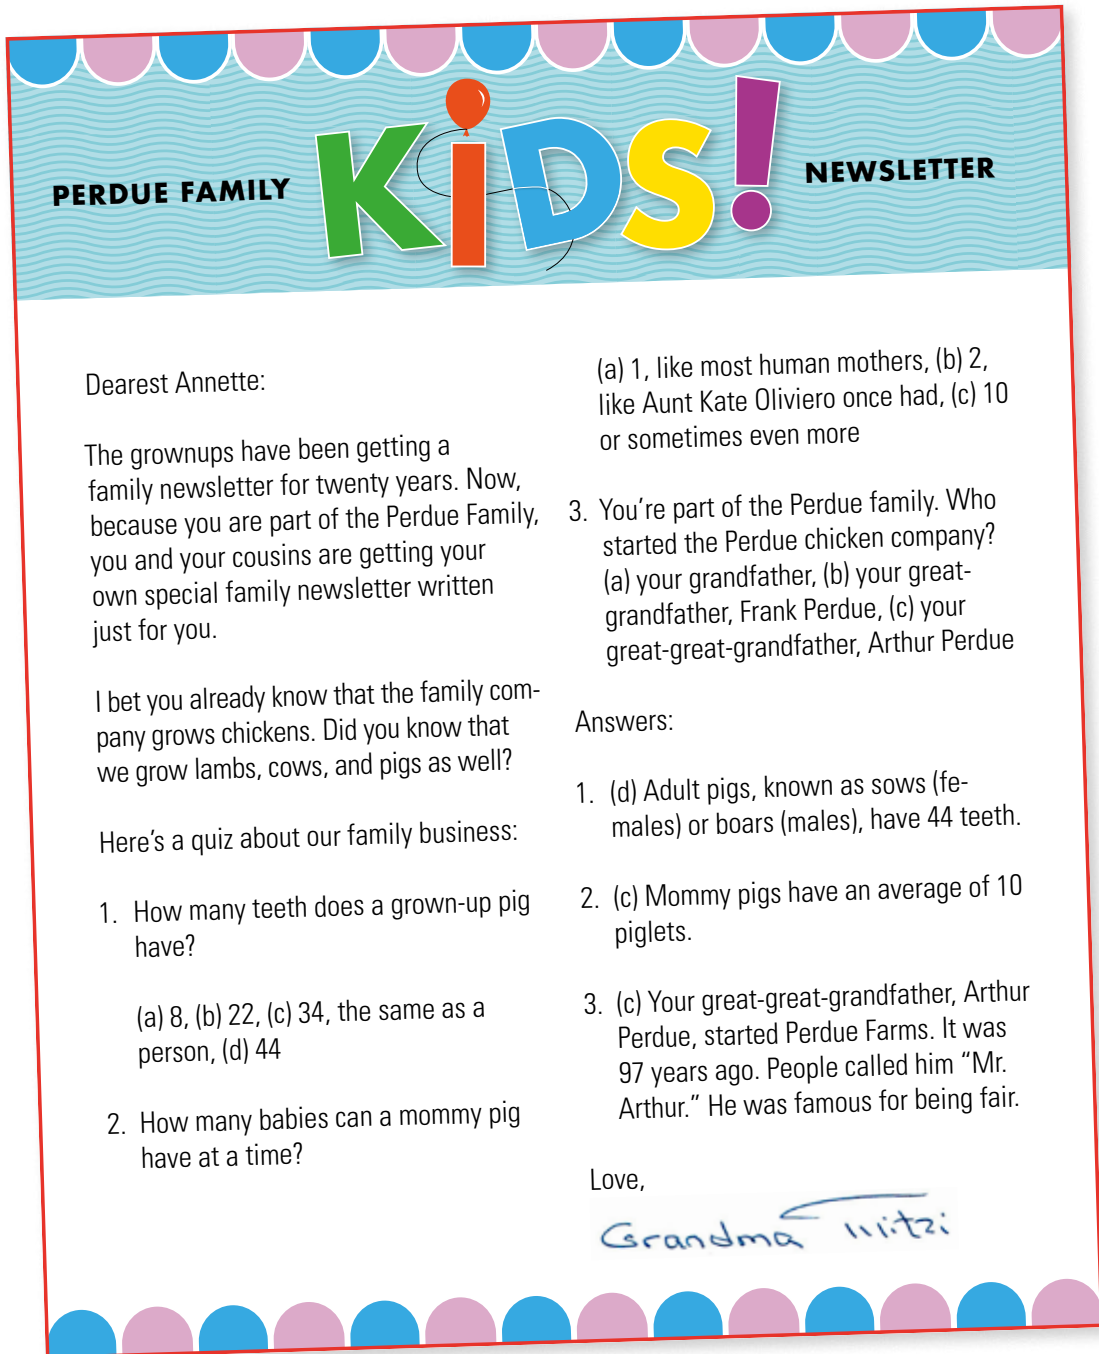 PERDUE FAMILY
KiDS!
NEWSLETTER
Dearest Annette:
The grownups have been getting a
family newsletter for twenty years. Now,
because you are part of the Perdue Family,
you and your cousins are getting your
own special family newsletter written
just for you.
I bet you already know that the family com-
pany grows chickens. Did you know that
we grow lambs, cows, and pigs as well?
Here's a quiz about our family business:
1. How many teeth does a grown-up pig
have?
(a) 8, (b) 22, (c) 34, the same as a
person, (d) 44
2. How many babies can a mommy pig
have at a time?
(a) 1, like most human mothers, (b) 2,
like Aunt Kate Oliviero once had, (c) 10
or sometimes even more
3. You're part of the Perdue family. Who
started the Perdue chicken company?
(a) your grandfather, (b) your great-
grandfather, Frank Perdue, (c) your
great-great-grandfather, Arthur Perdue
Answers:
1. (d) Adult pigs, known as sows (fe-
males) or boars (males), have 44 teeth.
2. (c) Mommy pigs have an average of 10
piglets.
3. (c) Your great-great-grandfather, Arthur
Perdue, started Perdue Farms. It was
97 years ago. People called him "Mr.
Arthur." He was famous for being fair.
Love,
Grandma Mitzi